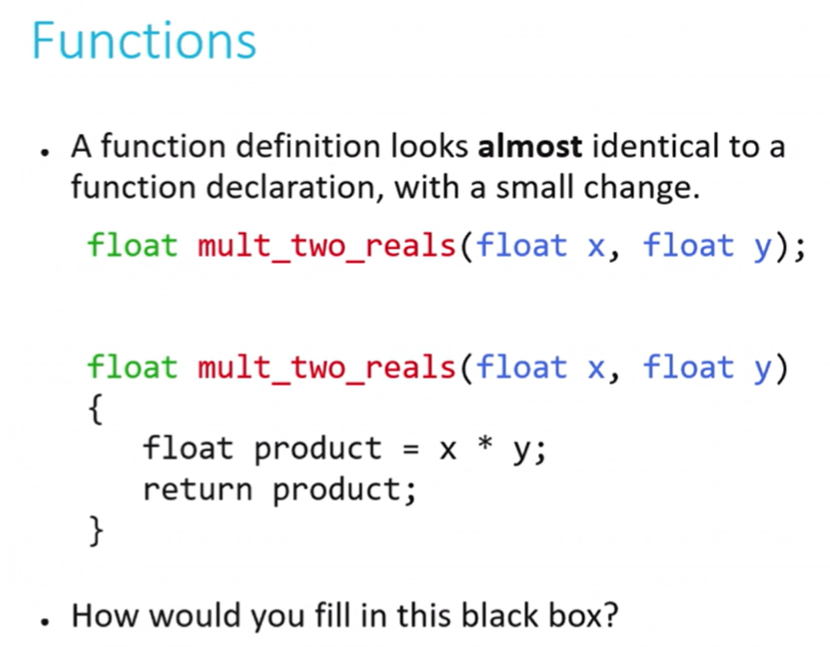 Functions
• A function definition looks almost identical to a
function declaration, with a small change.
float mult_two_reals(float x, float y);
float mult_two_reals(float x, float y)
{
float product = x * y;
return product;
}
• How would you fill in this black box?